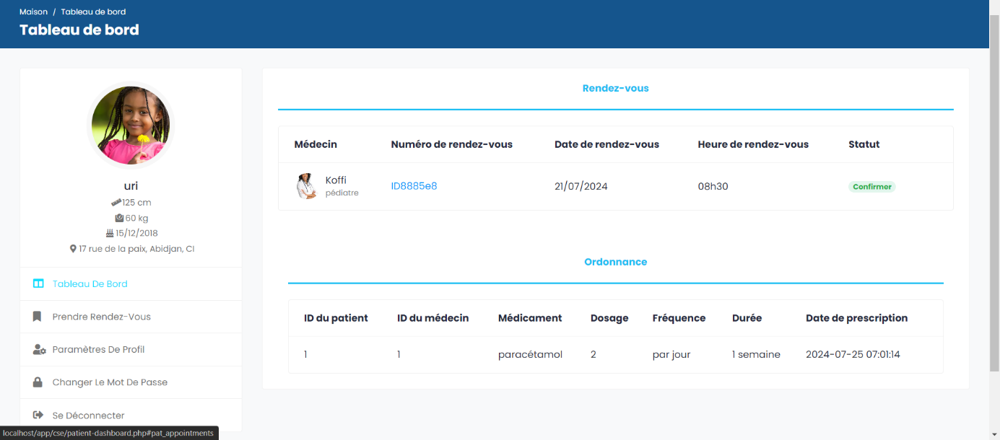 Maison / Tableau de bord
Tableau de bord
uri
125 cm
60 kg
15/12/2018
17 rue de la paix, Abidjan, CI
Tableau De Bord
Prendre Rendez-Vous
Paramètres De Profil
Changer Le Mot De Passe
Se Déconnecter
Rendez-vous
Médecin Numéro de rendez-vous Date de rendez-vous Heure de rendez-vous Statut
Koffi
pédiatre
ID8885e8 21/07/2024 08h30 Confirmer
Ordonnance
ID du patient ID du médecin Médicament Dosage Fréquence Durée Date de prescription
1 1 paracétamol 2 par jour 1 semaine 2024-07-25 07:01:14
localhost/app/cse/patient-dashboard.php#pat_appointments